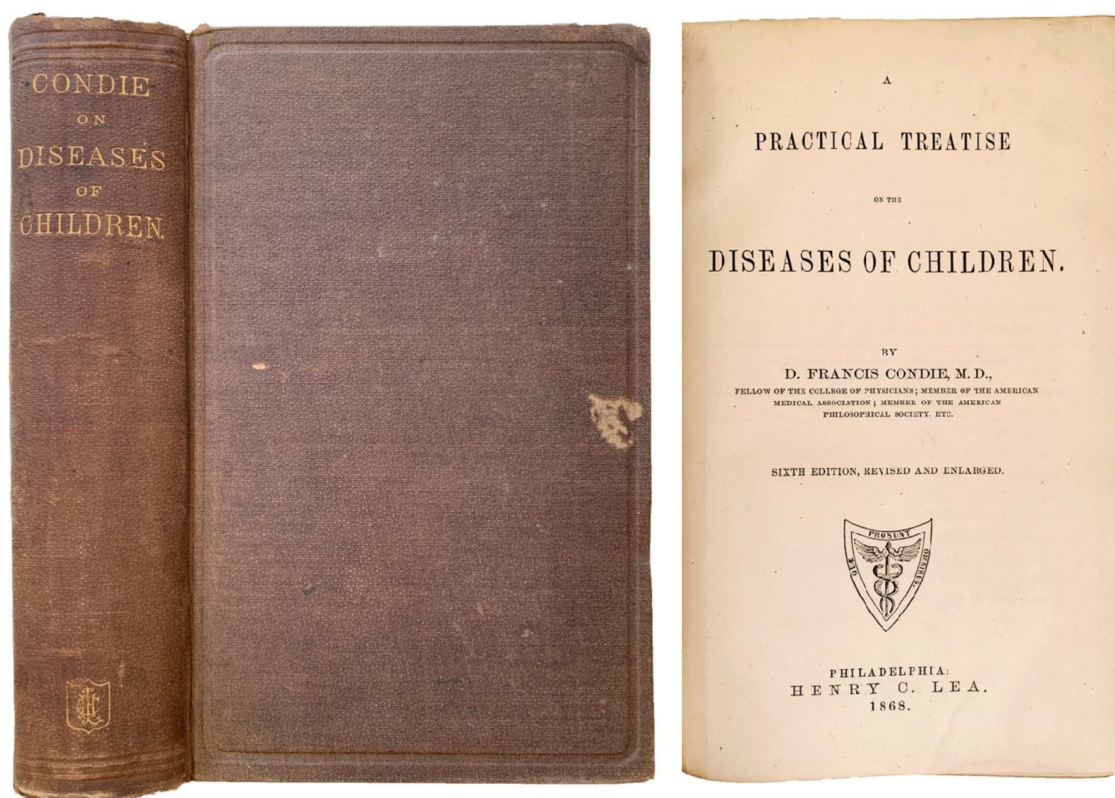 CONDIE
ON
DISEASES
OF
CHILDREN.
A
PRACTICAL TREATISE
ON THE
DISEASES OF CHILDREN.
BY
D. FRANCIS CONDIE, M. D.,
FELLOW OF THE COLLEGE OF PHYSICIANS; MEMBER OF THE AMERICAN
MEDICAL ASSOCIATION; MEMBER OF THE AMERICAN
PHILOSOPHICAL SOCIETY. ETC.
SIXTH EDITION, REVISED AND ENLARGED.
QUÆ
PROSUNT
OMNIBUS.
PHILADELPHIA:
HENRY C. LEA.
1868.